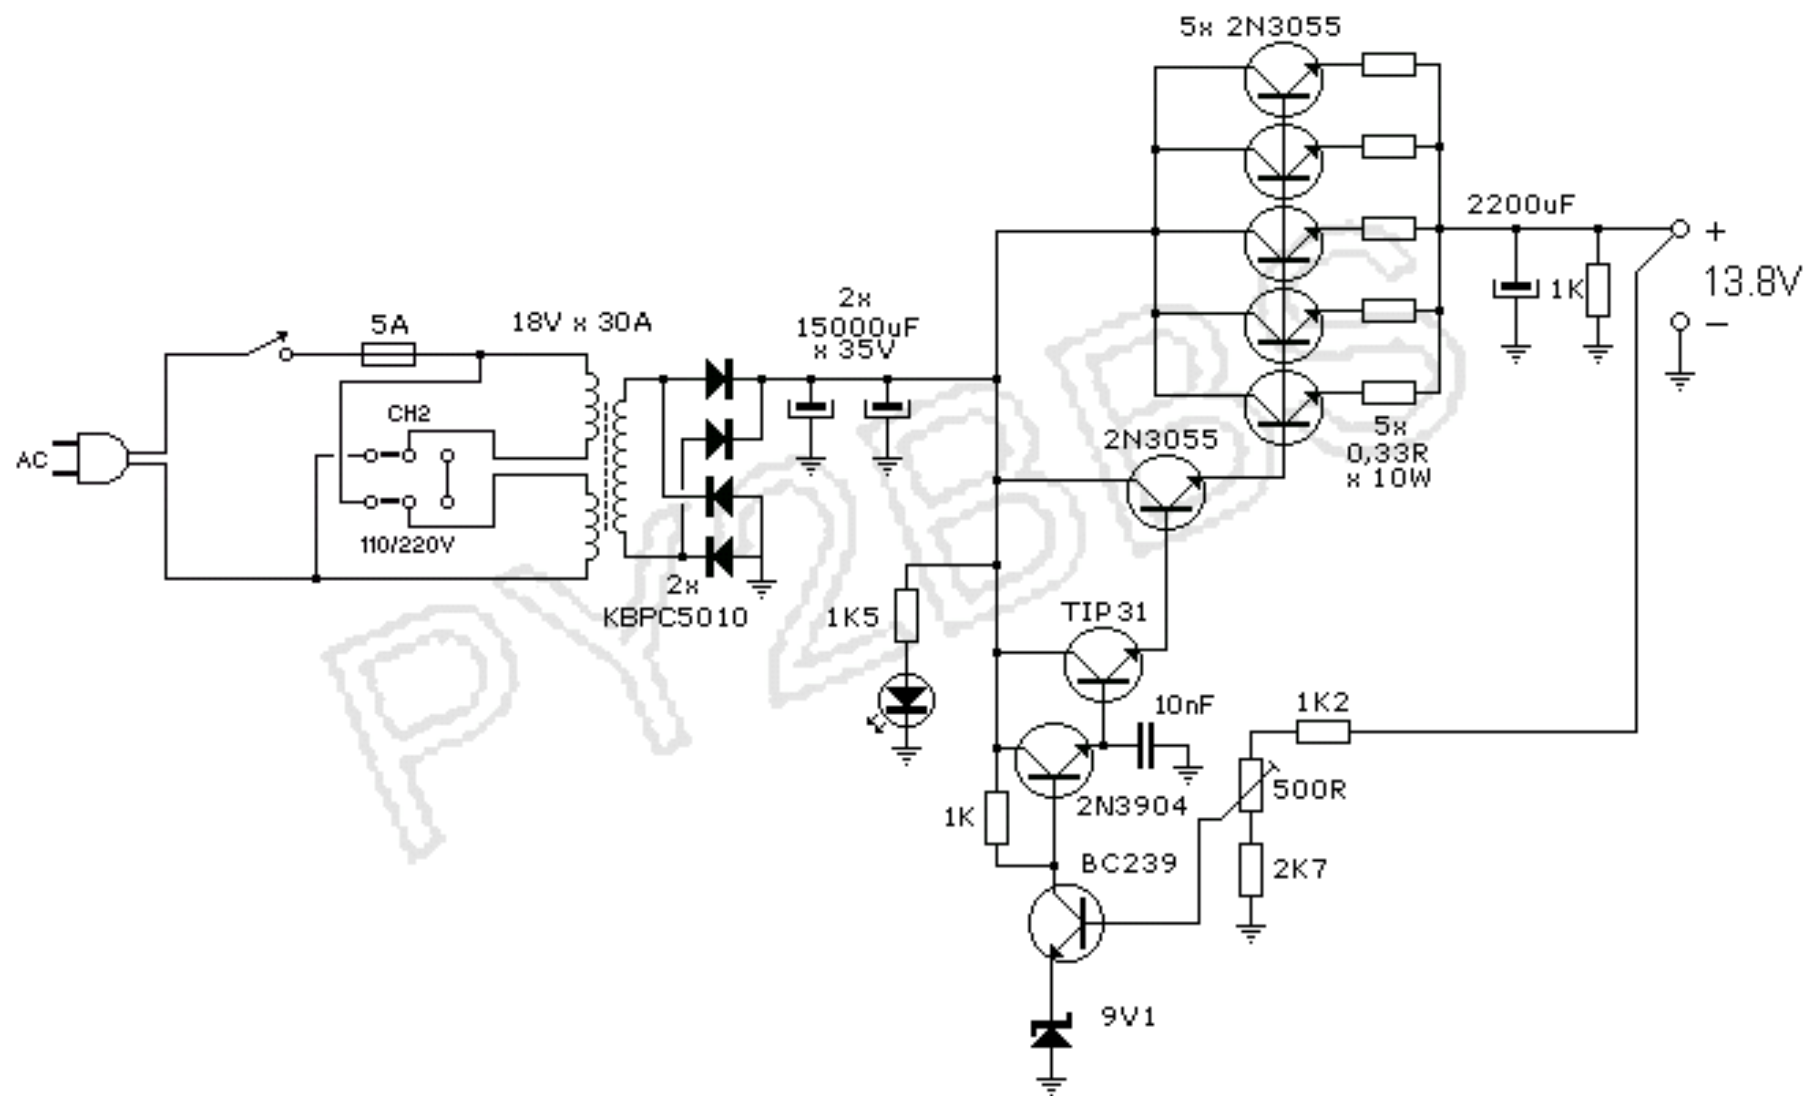 5x 2N3055
2200uF
+
13.8V
1K
–
2x
15000uF
x 35V
5A
18V x 30A
CH2
AC
110/220V
2x
KBPC5010
2N3055
5x
0,33R
x 10W
1K5
TIP31
10nF
1K2
500R
2N3904
1K
BC239
2K7
9V1
PY2BBS